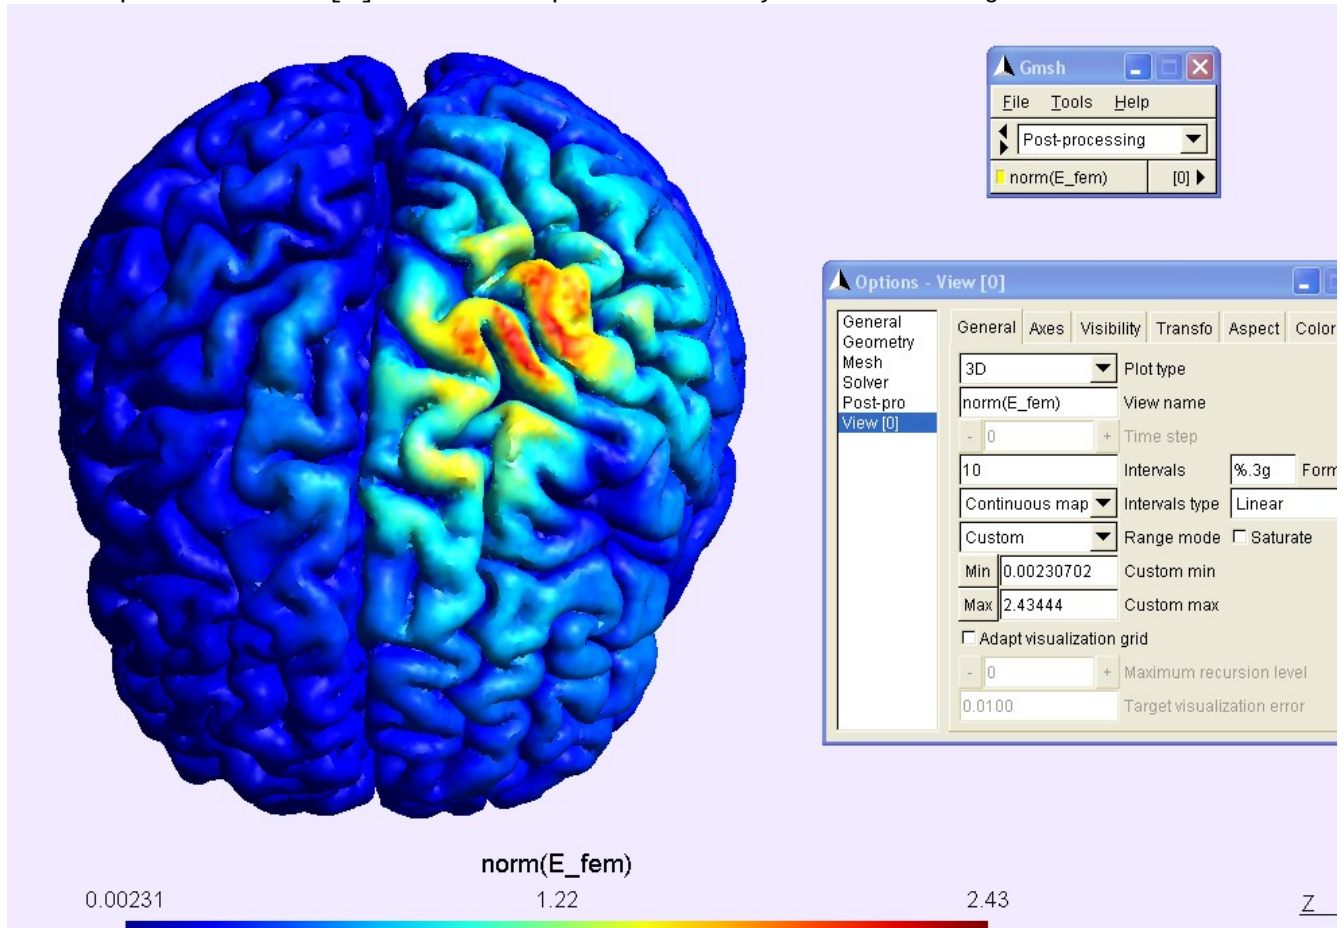 Gmsh
File Tools Help
Post-processing
norm(E_fem) [0]
Options - View [0]
General
Geometry
Mesh
Solver
Post-pro
View [0]
General Axes Visibility Transfo Aspect Color
3D Plot type
norm(E_fem) View name
- 0 + Time step
10 Intervals %.3g Form
Continuous map Intervals type Linear
Custom Range mode Saturate
Min 0.00230702 Custom min
Max 2.43444 Custom max
Adapt visualization grid
- 0 + Maximum recursion level
0.0100 Target visualization error
norm(E_fem)
0.00231 1.22 2.43
Z